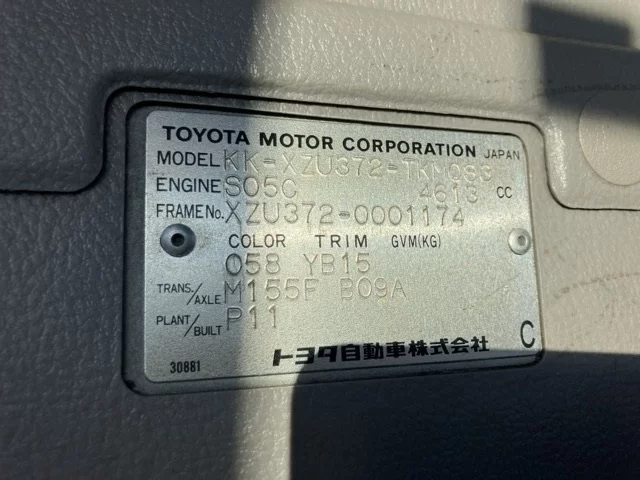 TOYOTA MOTOR CORPORATION JAPAN
MODEL KK-XZU372-TKMQS3
ENGINE S05C 4613 CC
FRAME No. XZU372-0001174
COLOR TRIM GVM(KG)
058 YB15
TRANS./AXLE M155F B09A
PLANT/BUILT P11
C
30881 トヨタ自動車株式会社